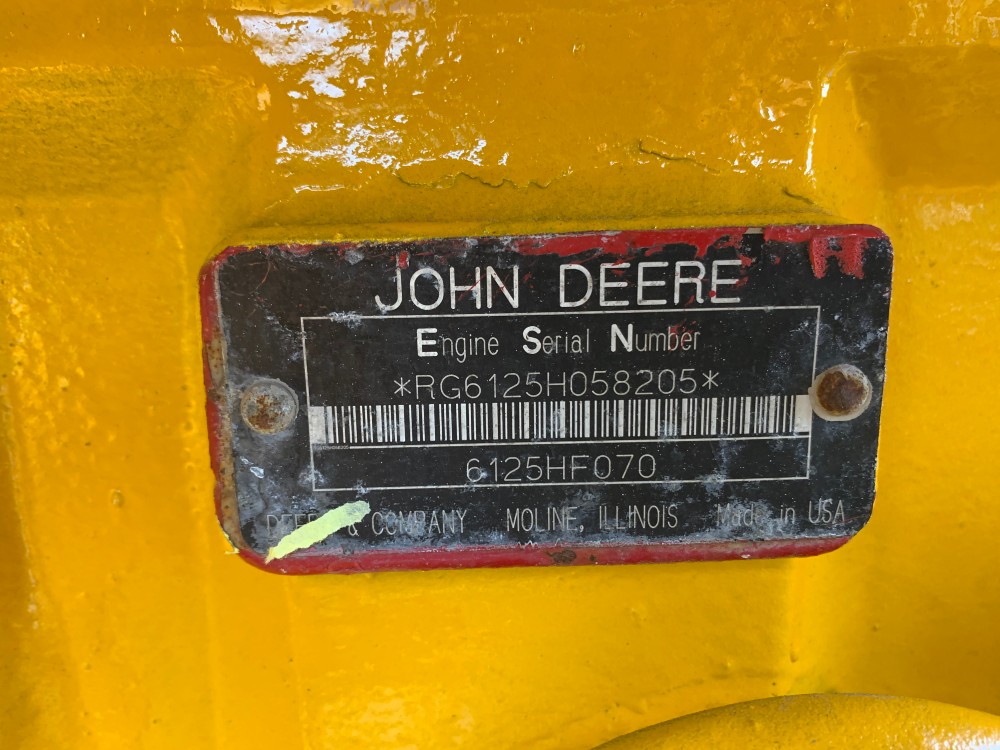 JOHN DEERE
Engine Serial Number
*RG6125H058205*
6125HF070
& COMPANY MOLINE, ILLINOIS Made in USA